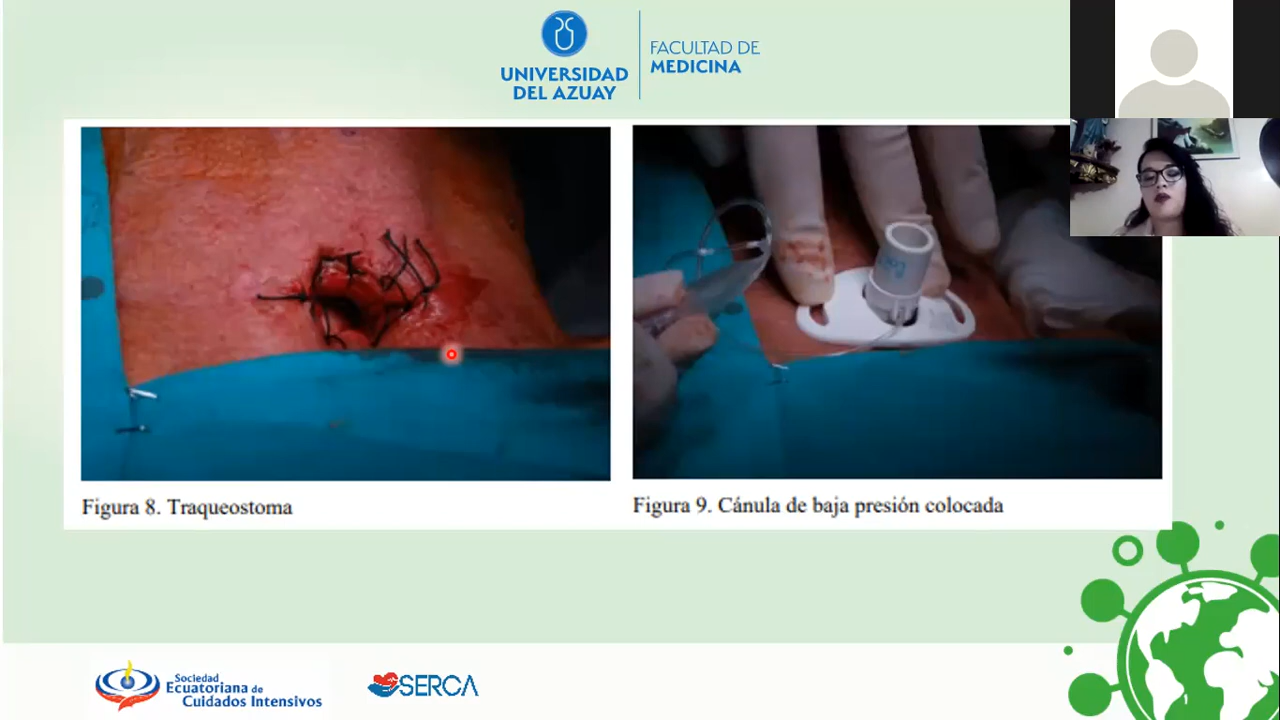 UNIVERSIDAD
DEL AZUAY
FACULTAD DE
MEDICINA
Figura 8. Traqueostoma
Figura 9. Cánula de baja presión colocada
Sociedad
Ecuatoriana de
Cuidados Intensivos
SERCA